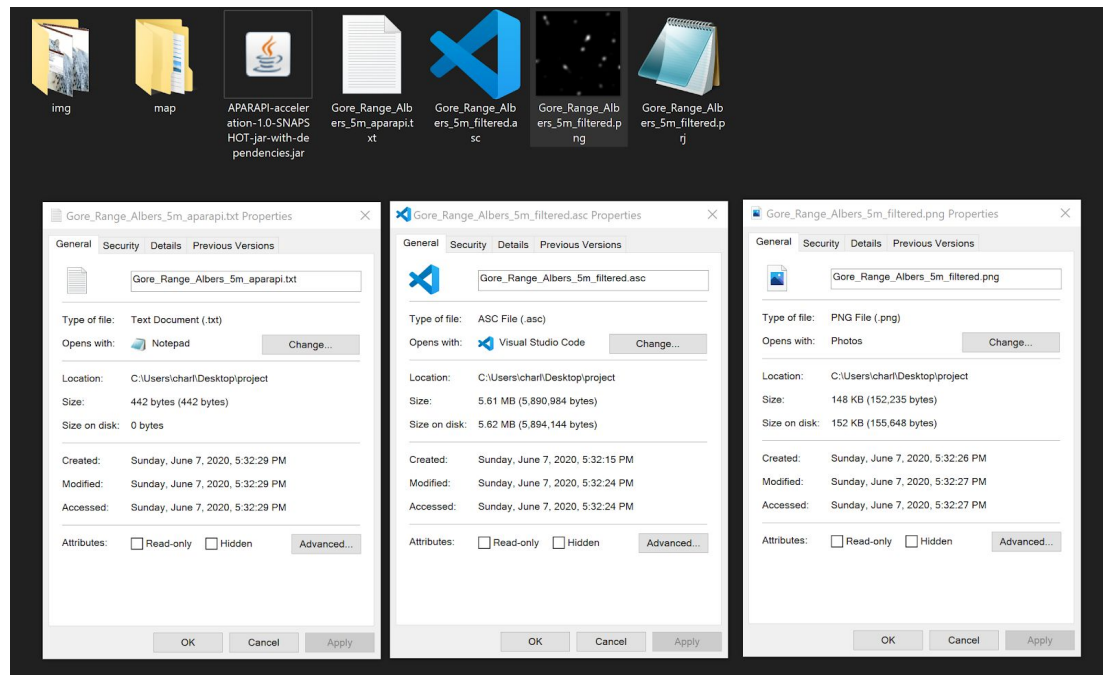 img
map
APARAPI-acceler
ation-1.0-SNAPS
HOT-jar-with-de
pendencies.jar
Gore_Range_Alb
ers_5m_aparapi.t
xt
Gore_Range_Alb
ers_5m_filtered.a
sc
Gore_Range_Alb
ers_5m_filtered.p
ng
Gore_Range_Alb
ers_5m_filtered.p
rj
Gore_Range_Albers_5m_aparapi.txt Properties
General Security Details Previous Versions
Gore_Range_Albers_5m_aparapi.txt
Type of file: Text Document (.txt)
Opens with: Notepad Change...
Location: C:\Users\charl\Desktop\project
Size: 442 bytes (442 bytes)
Size on disk: 0 bytes
Created: Sunday, June 7, 2020, 5:32:29 PM
Modified: Sunday, June 7, 2020, 5:32:29 PM
Accessed: Sunday, June 7, 2020, 5:32:29 PM
Attributes: Read-only Hidden Advanced...
OK Cancel Apply
Gore_Range_Albers_5m_filtered.asc Properties
General Security Details Previous Versions
Gore_Range_Albers_5m_filtered.asc
Type of file: ASC File (.asc)
Opens with: Visual Studio Code Change...
Location: C:\Users\charl\Desktop\project
Size: 5.61 MB (5,890,984 bytes)
Size on disk: 5.62 MB (5,894,144 bytes)
Created: Sunday, June 7, 2020, 5:32:15 PM
Modified: Sunday, June 7, 2020, 5:32:24 PM
Accessed: Sunday, June 7, 2020, 5:32:24 PM
Attributes: Read-only Hidden Advanced...
OK Cancel Apply
Gore_Range_Albers_5m_filtered.png Properties
General Security Details Previous Versions
Gore_Range_Albers_5m_filtered.png
Type of file: PNG File (.png)
Opens with: Photos Change...
Location: C:\Users\charl\Desktop\project
Size: 148 KB (152,235 bytes)
Size on disk: 152 KB (155,648 bytes)
Created: Sunday, June 7, 2020, 5:32:26 PM
Modified: Sunday, June 7, 2020, 5:32:27 PM
Accessed: Sunday, June 7, 2020, 5:32:27 PM
Attributes: Read-only Hidden Advanced...
OK Cancel Apply